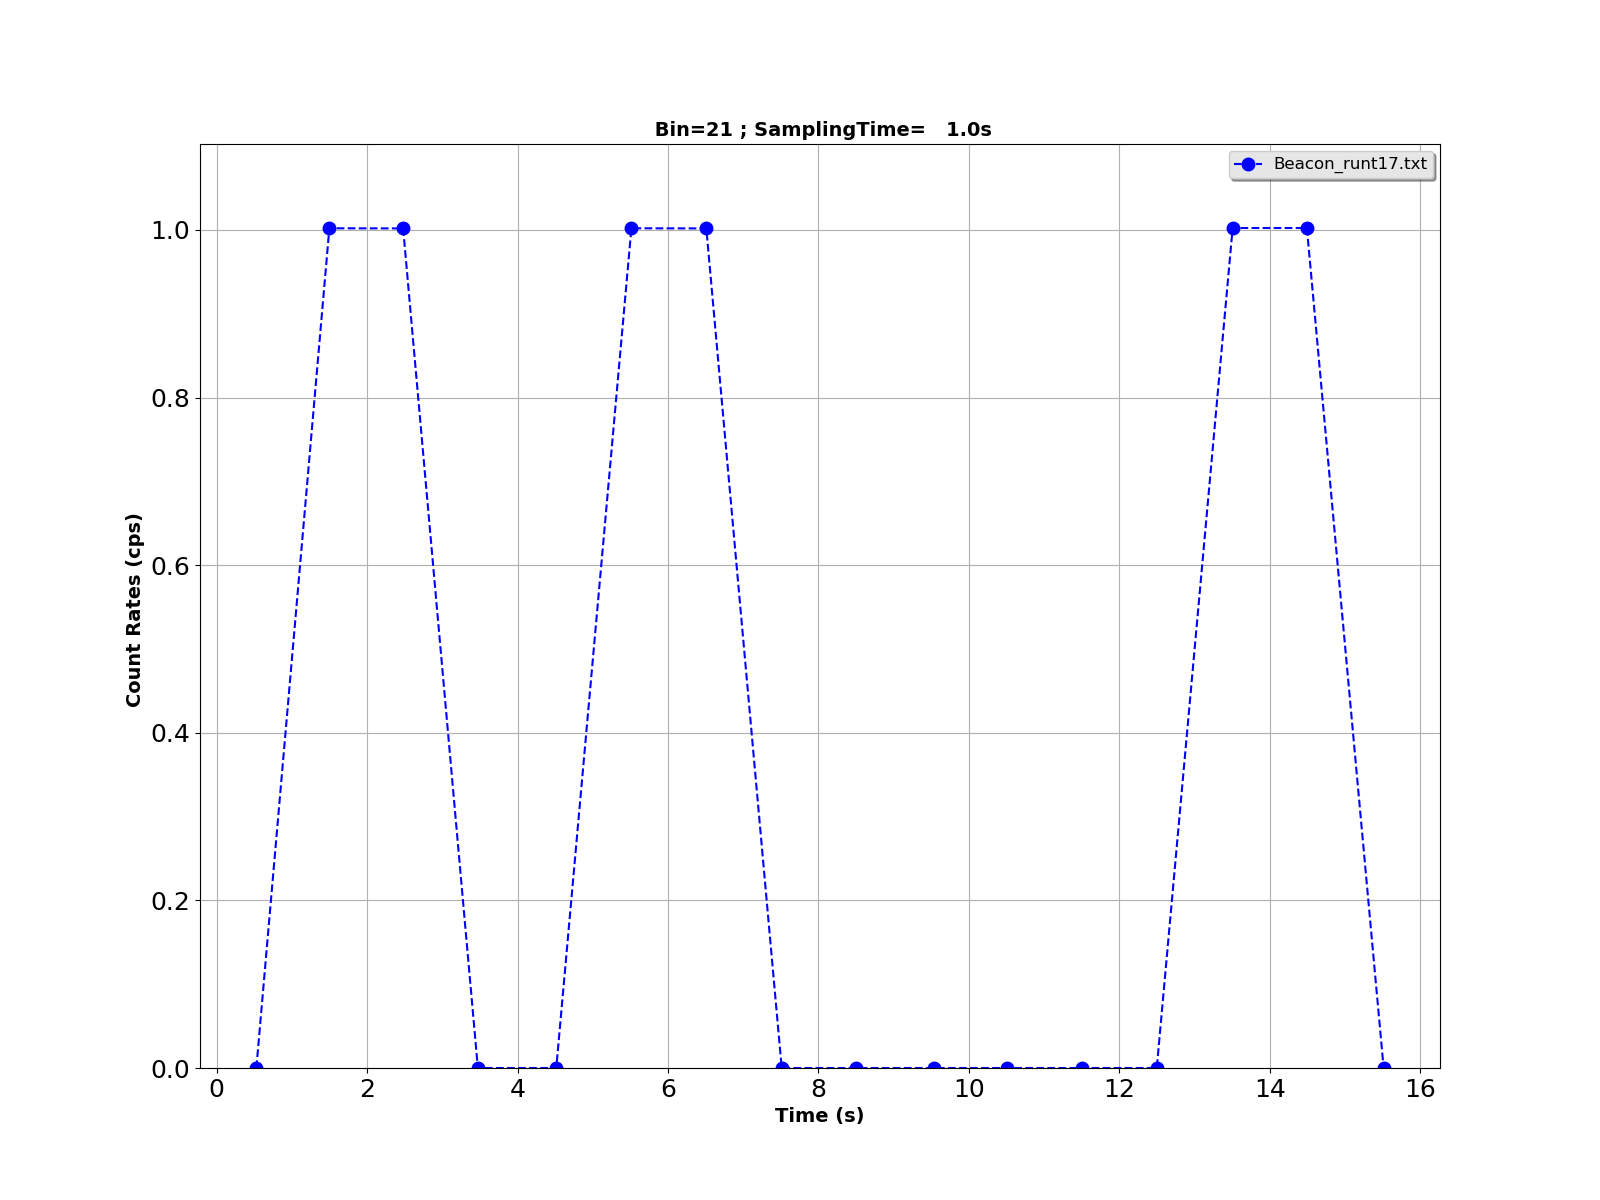 Bin=21 ; SamplingTime=   1.0s
Beacon_runt17.txt
Count Rates (cps)
1.0
0.8
0.6
0.4
0.2
0.0
0 2 4 6 8 10 12 14 16
Time (s)